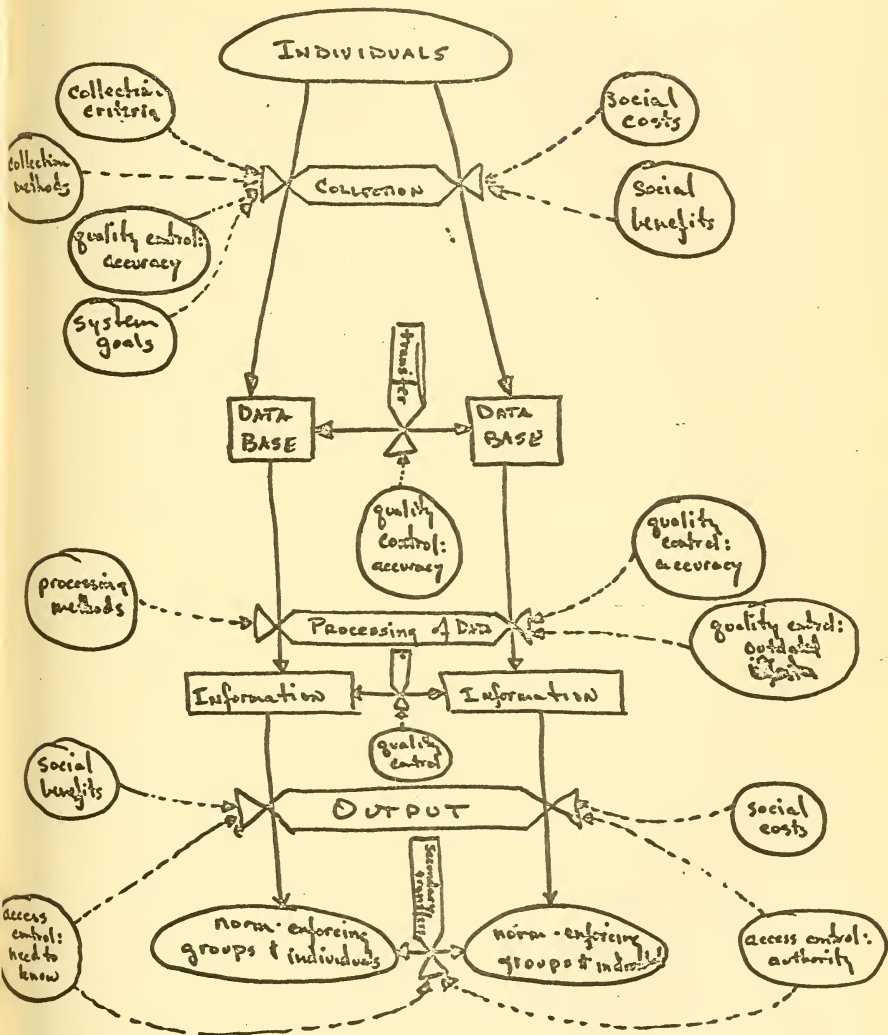 INDIVIDUALS
collection
criteria
collection
methods
quality control:
accuracy
system
goals
COLLECTION
social
costs
social
benefits
transfer
DATA
BASE
DATA
BASE
quality
control:
accuracy
processing
methods
Processing of Data
quality
control:
accuracy
quality control:
outdated
Information
Information
quality
control
social
benefits
OUTPUT
social
costs
Secondary
transfer
access
control:
need to
know
norm-enforcing
groups & individuals
norm-enforcing
groups & individuals
access control:
authority